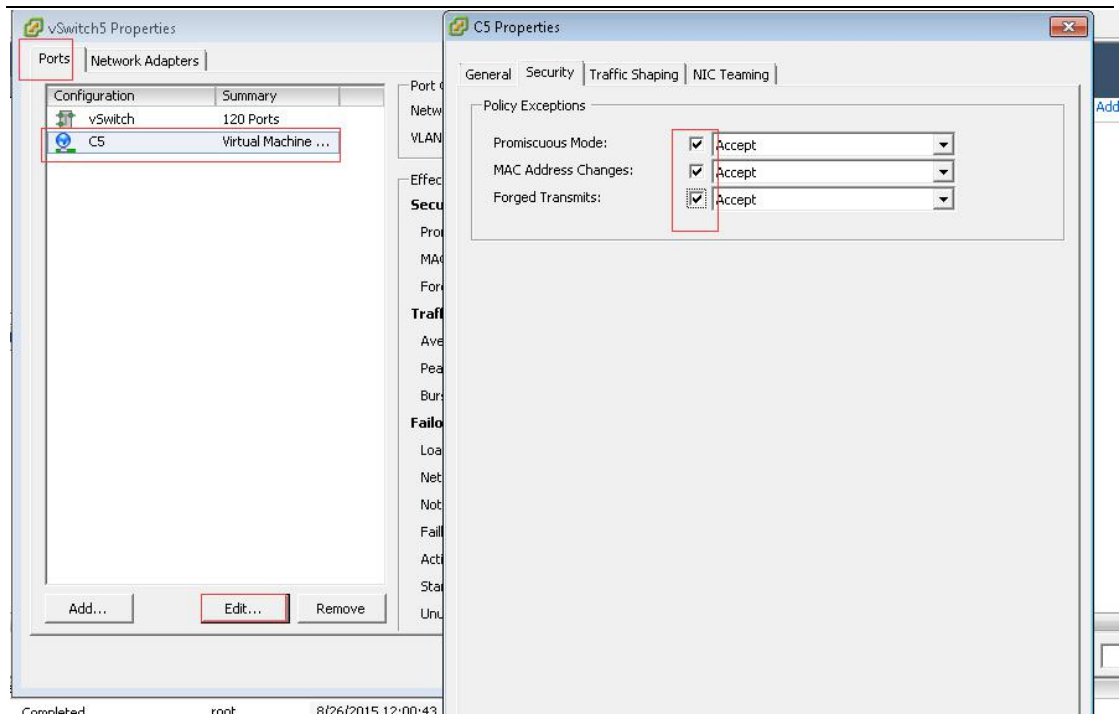 vSwitch5 Properties
Ports
Network Adapters
Configuration
Summary
vSwitch
120 Ports
C5
Virtual Machine ...
Add...
Edit...
Remove
Port
Netw
VLAN
Effec
Secu
Pro
MA
For
Traf
Ave
Pea
Bur
Failo
Loa
Net
Not
Fail
Acti
Sta
Unu
C5 Properties
General
Security
Traffic Shaping
NIC Teaming
Policy Exceptions
Promiscuous Mode:
Accept
MAC Address Changes:
Accept
Forged Transmits:
Accept
Add
Completed
root
8/26/2015 12:00:43